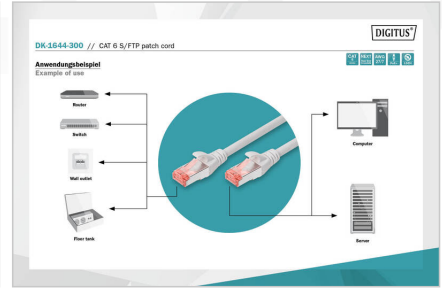 DIGITUS®
DK-1644-300 // CAT 6 S/FTP patch cord
Anwendungsbeispiel
Example of use
Router
Switch
Wall outlet
Floor tank
Computer
Server